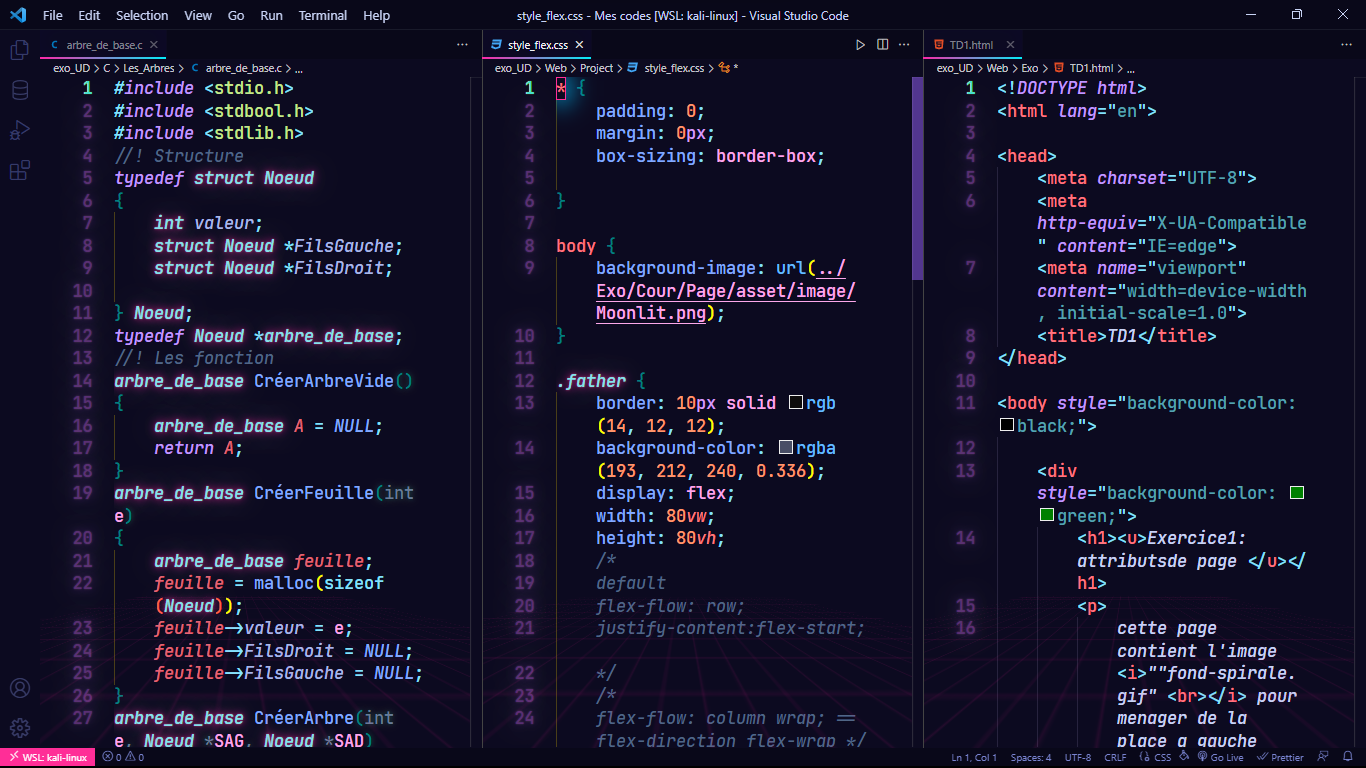 File Edit Selection View Go Run Terminal Help
style_flex.css - Mes codes [WSL: kali-linux] - Visual Studio Code
C arbre_de_base.c
exo_UD > C > Les_Arbres > C arbre_de_base.c > ...
1 #include <stdio.h>
2 #include <stdbool.h>
3 #include <stdlib.h>
4 //! Structure
5 typedef struct Noeud
6 {
7 int valeur;
8 struct Noeud *FilsGauche;
9 struct Noeud *FilsDroit;
10
11 } Noeud;
12 typedef Noeud *arbre_de_base;
13 //! Les fonction
14 arbre_de_base CréerArbreVide()
15 {
16 arbre_de_base A = NULL;
17 return A;
18 }
19 arbre_de_base CréerFeuille(int
e)
20 {
21 arbre_de_base feuille;
22 feuille = malloc(sizeof
(Noeud));
23 feuille->valeur = e;
24 feuille->FilsDroit = NULL;
25 feuille->FilsGauche = NULL;
26 }
27 arbre_de_base CréerArbre(int
e, Noeud *SAG, Noeud *SAD)
style_flex.css
exo_UD > Web > Project > style_flex.css > *
1 * {
2 padding: 0;
3 margin: 0px;
4 box-sizing: border-box;
5
6 }
7
8 body {
9 background-image: url(../
Exo/Cour/Page/asset/image/
Moonlit.png);
10 }
11
12 .father {
13 border: 10px solid rgb
(14, 12, 12);
14 background-color: rgba
(193, 212, 240, 0.336);
15 display: flex;
16 width: 80vw;
17 height: 80vh;
18 /*
19 default
20 flex-flow: row;
21 justify-content:flex-start;
22 */
23 /*
24 flex-flow: column wrap; ==
flex-direction flex-wrap */
TD1.html
exo_UD > Web > Exo > TD1.html > ...
1 <!DOCTYPE html>
2 <html lang="en">
3
4 <head>
5 <meta charset="UTF-8">
6 <meta
http-equiv="X-UA-Compatible
" content="IE=edge">
7 <meta name="viewport"
content="width=device-width
, initial-scale=1.0">
8 <title>TD1</title>
9 </head>
10
11 <body style="background-color:
black;">
12
13 <div
style="background-color:
green;">
14 <h1><u>Exercice1:
attributsde page </u></
h1>
15 <p>
16 cette page
contient l'image
<i>""fond-spirale.
gif" <br></i> pour
menager de la
place a gauche
WSL: kali-linux 0 0 Ln 1, Col 1 Spaces: 4 UTF-8 CRLF CSS Go Live Prettier